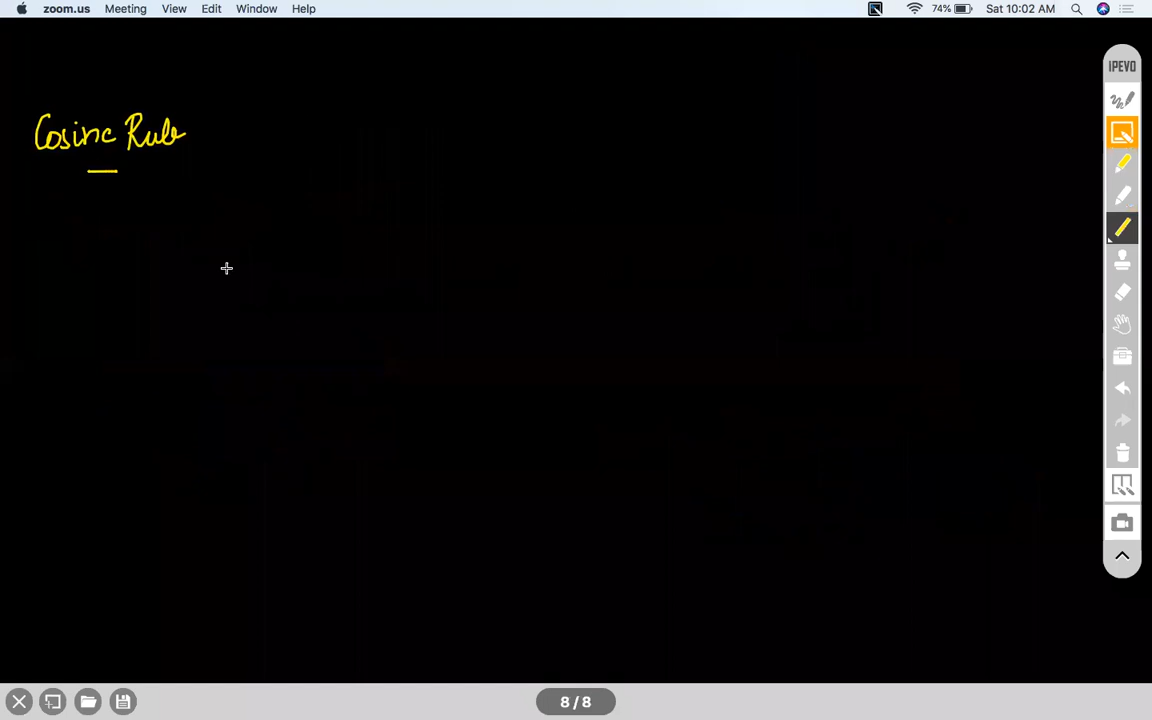 zoom.us Meeting View Edit Window Help 74% Sat 10:02 AM
IPEVO
Cosine Rule
8 / 8